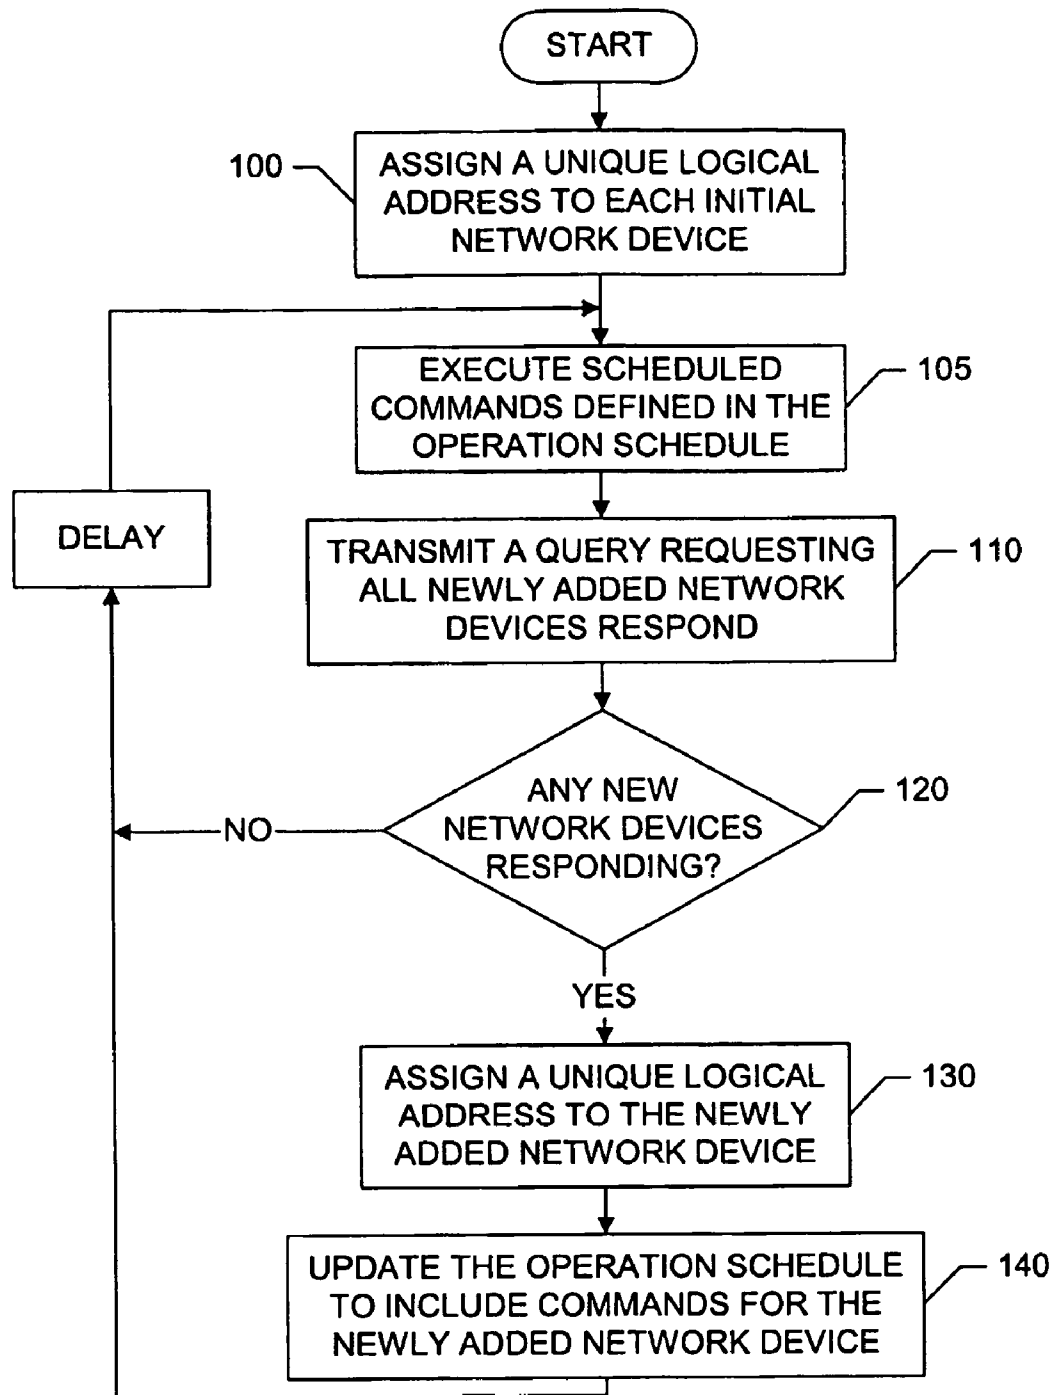 START
100
ASSIGN A UNIQUE LOGICAL
ADDRESS TO EACH INITIAL
NETWORK DEVICE
EXECUTE SCHEDULED
COMMANDS DEFINED IN THE
OPERATION SCHEDULE
105
DELAY
TRANSMIT A QUERY REQUESTING
ALL NEWLY ADDED NETWORK
DEVICES RESPOND
110
ANY NEW
NETWORK DEVICES
RESPONDING?
120
NO
YES
ASSIGN A UNIQUE LOGICAL
ADDRESS TO THE NEWLY
ADDED NETWORK DEVICE
130
UPDATE THE OPERATION SCHEDULE
TO INCLUDE COMMANDS FOR THE
NEWLY ADDED NETWORK DEVICE
140